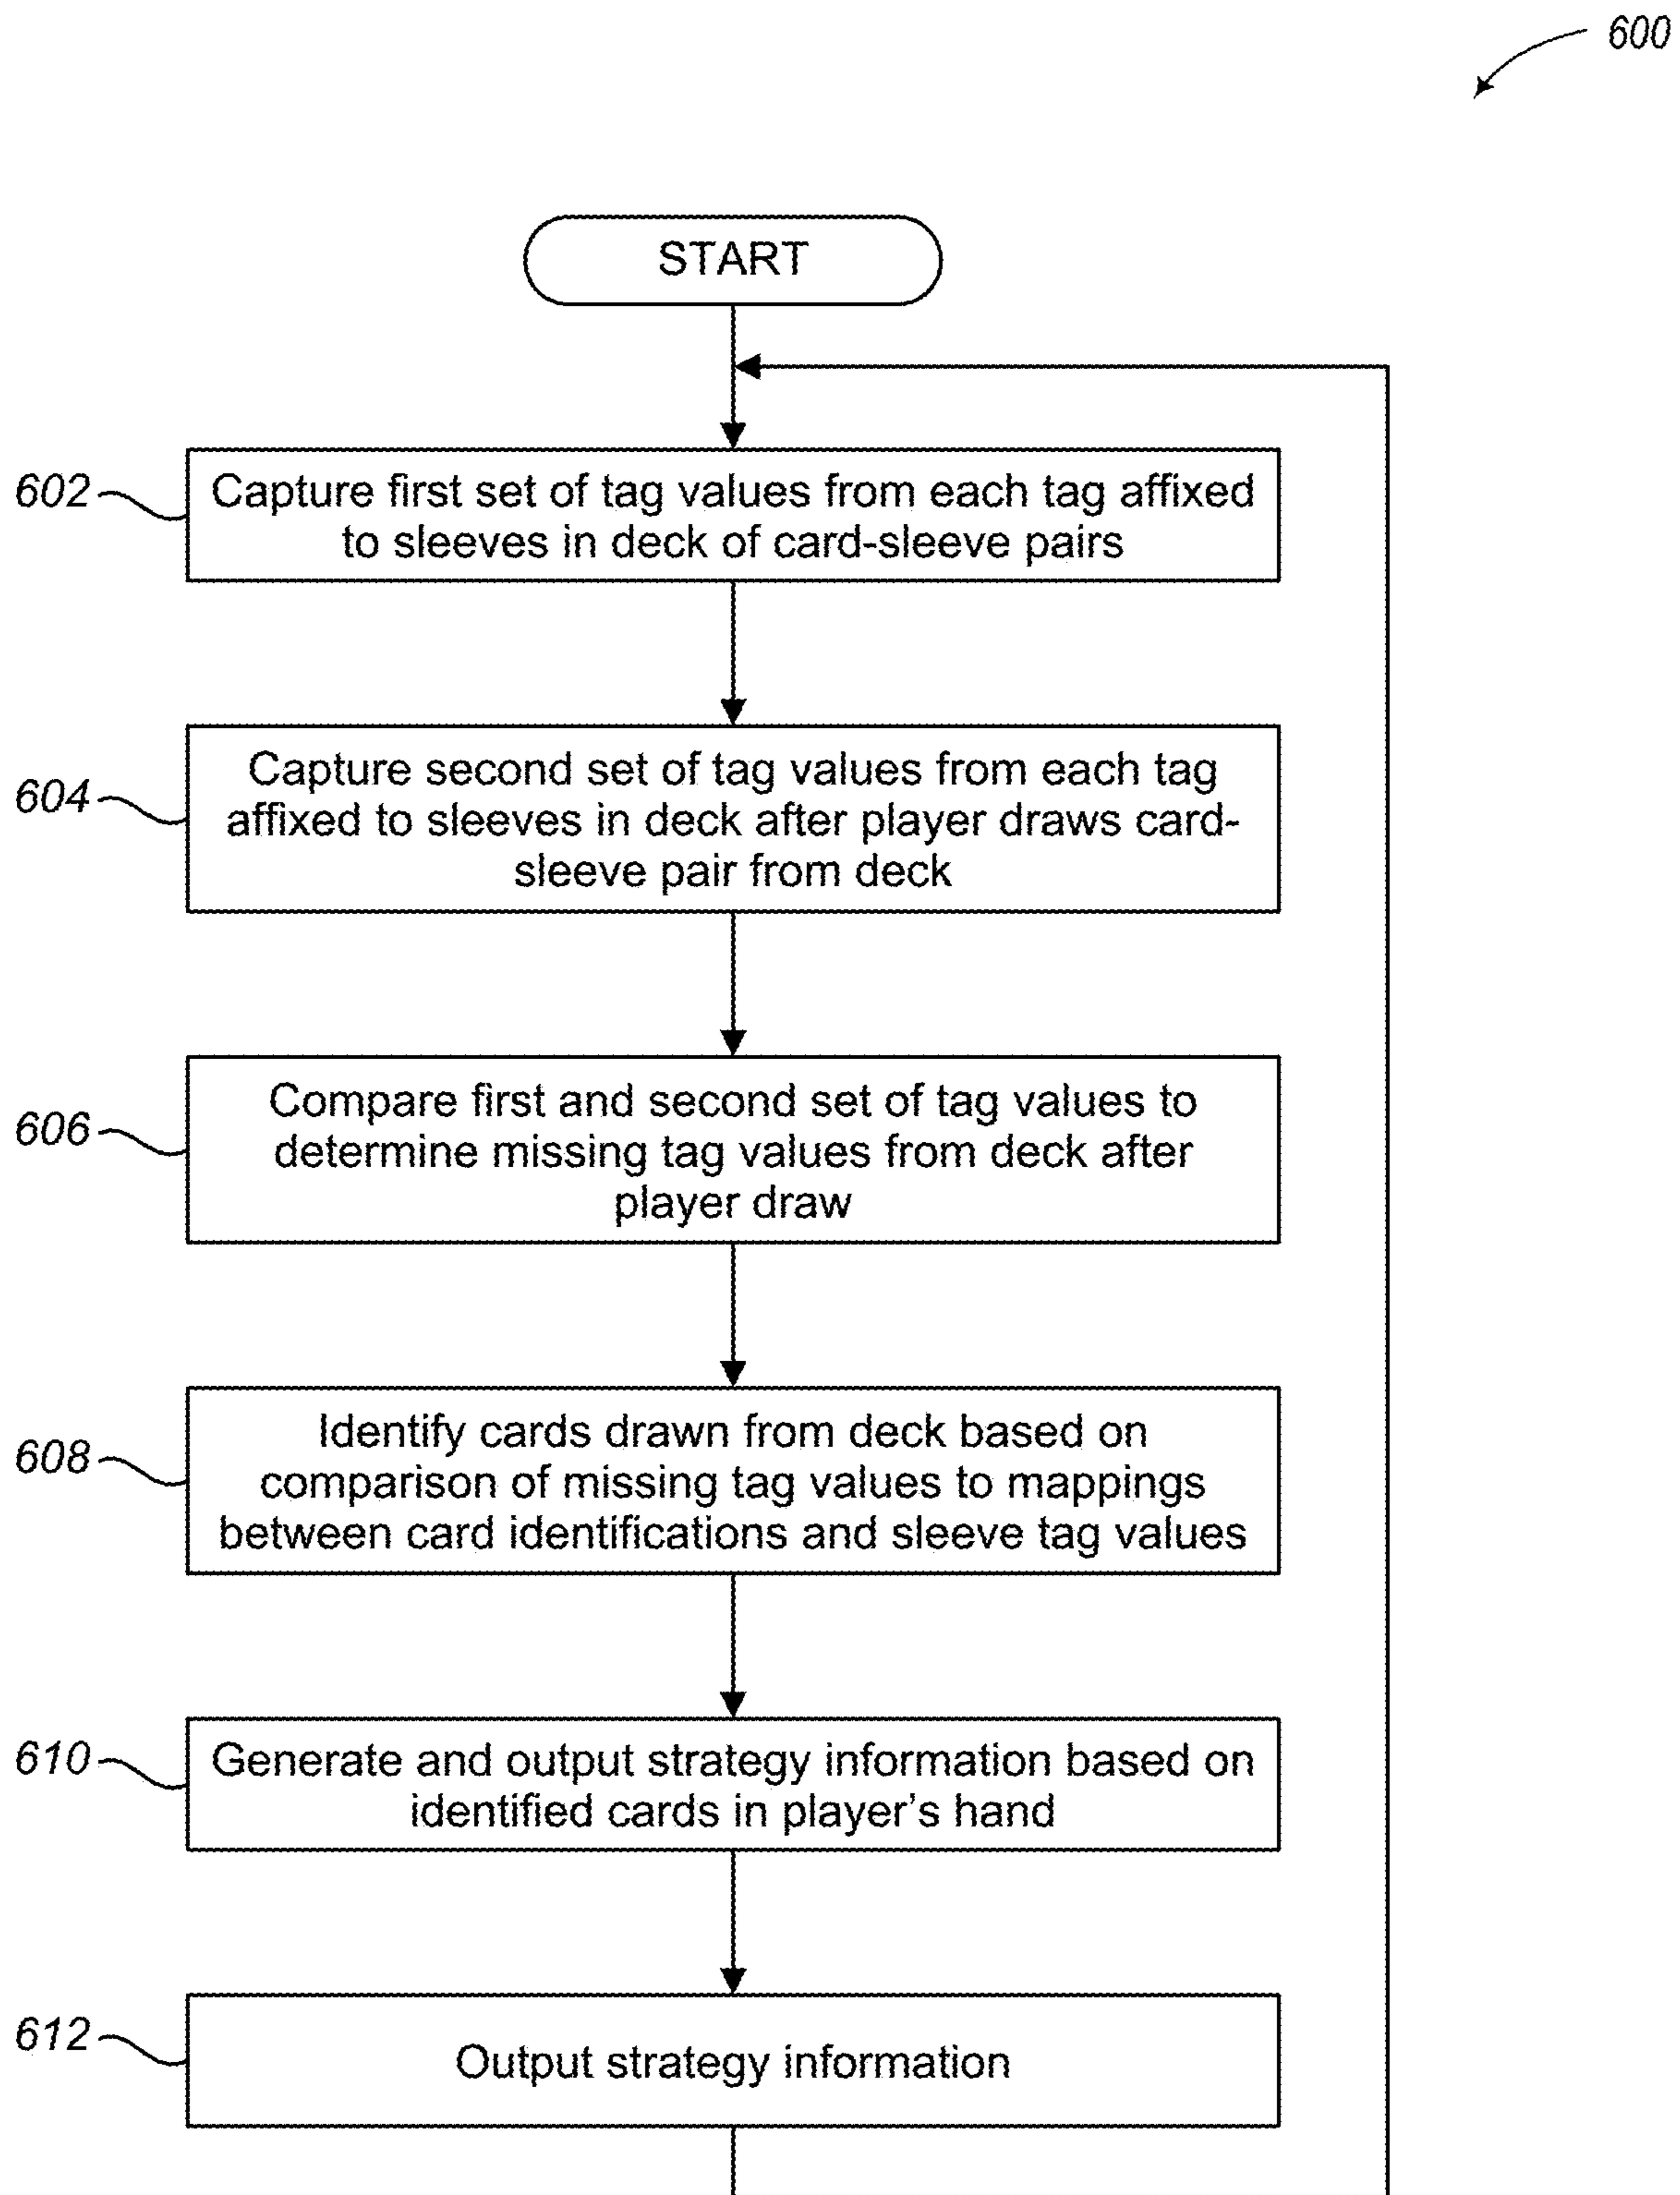 600
START
602
Capture first set of tag values from each tag affixed
to sleeves in deck of card-sleeve pairs
604
Capture second set of tag values from each tag
affixed to sleeves in deck after player draws card-
sleeve pair from deck
606
Compare first and second set of tag values to
determine missing tag values from deck after
player draw
608
Identify cards drawn from deck based on
comparison of missing tag values to mappings
between card identifications and sleeve tag values
610
Generate and output strategy information based on
identified cards in player's hand
612
Output strategy information